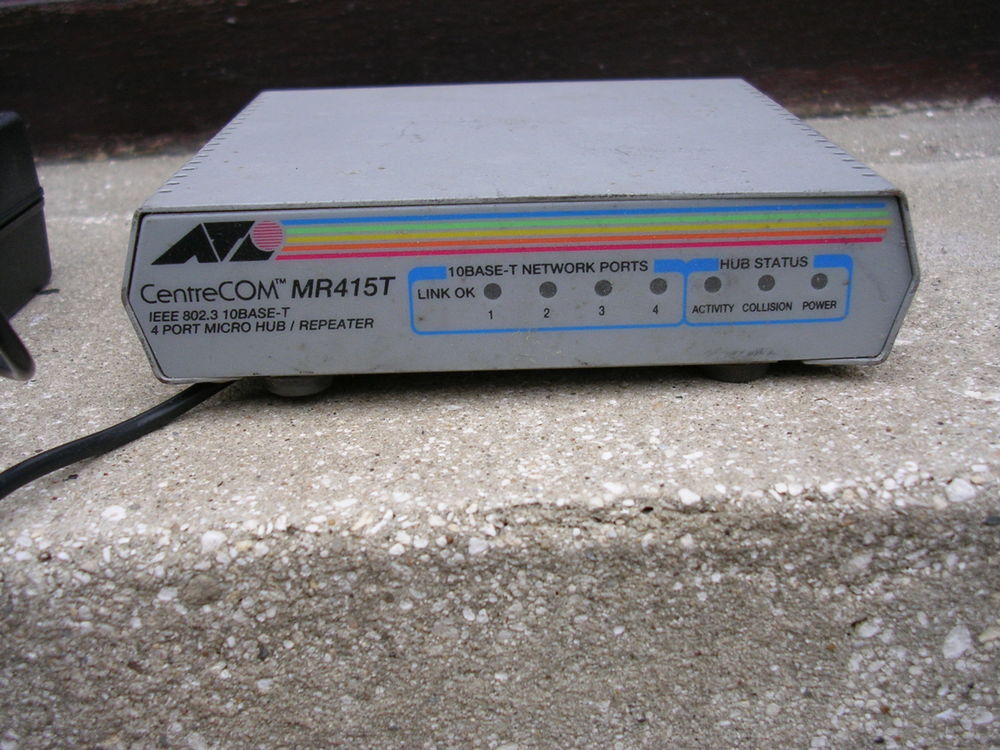 ATI
CentreCOM™ MR415T
IEEE 802.3 10BASE-T
4 PORT MICRO HUB / REPEATER
10BASE-T NETWORK PORTS
LINK OK
1 2 3 4
HUB STATUS
ACTIVITY COLLISION POWER